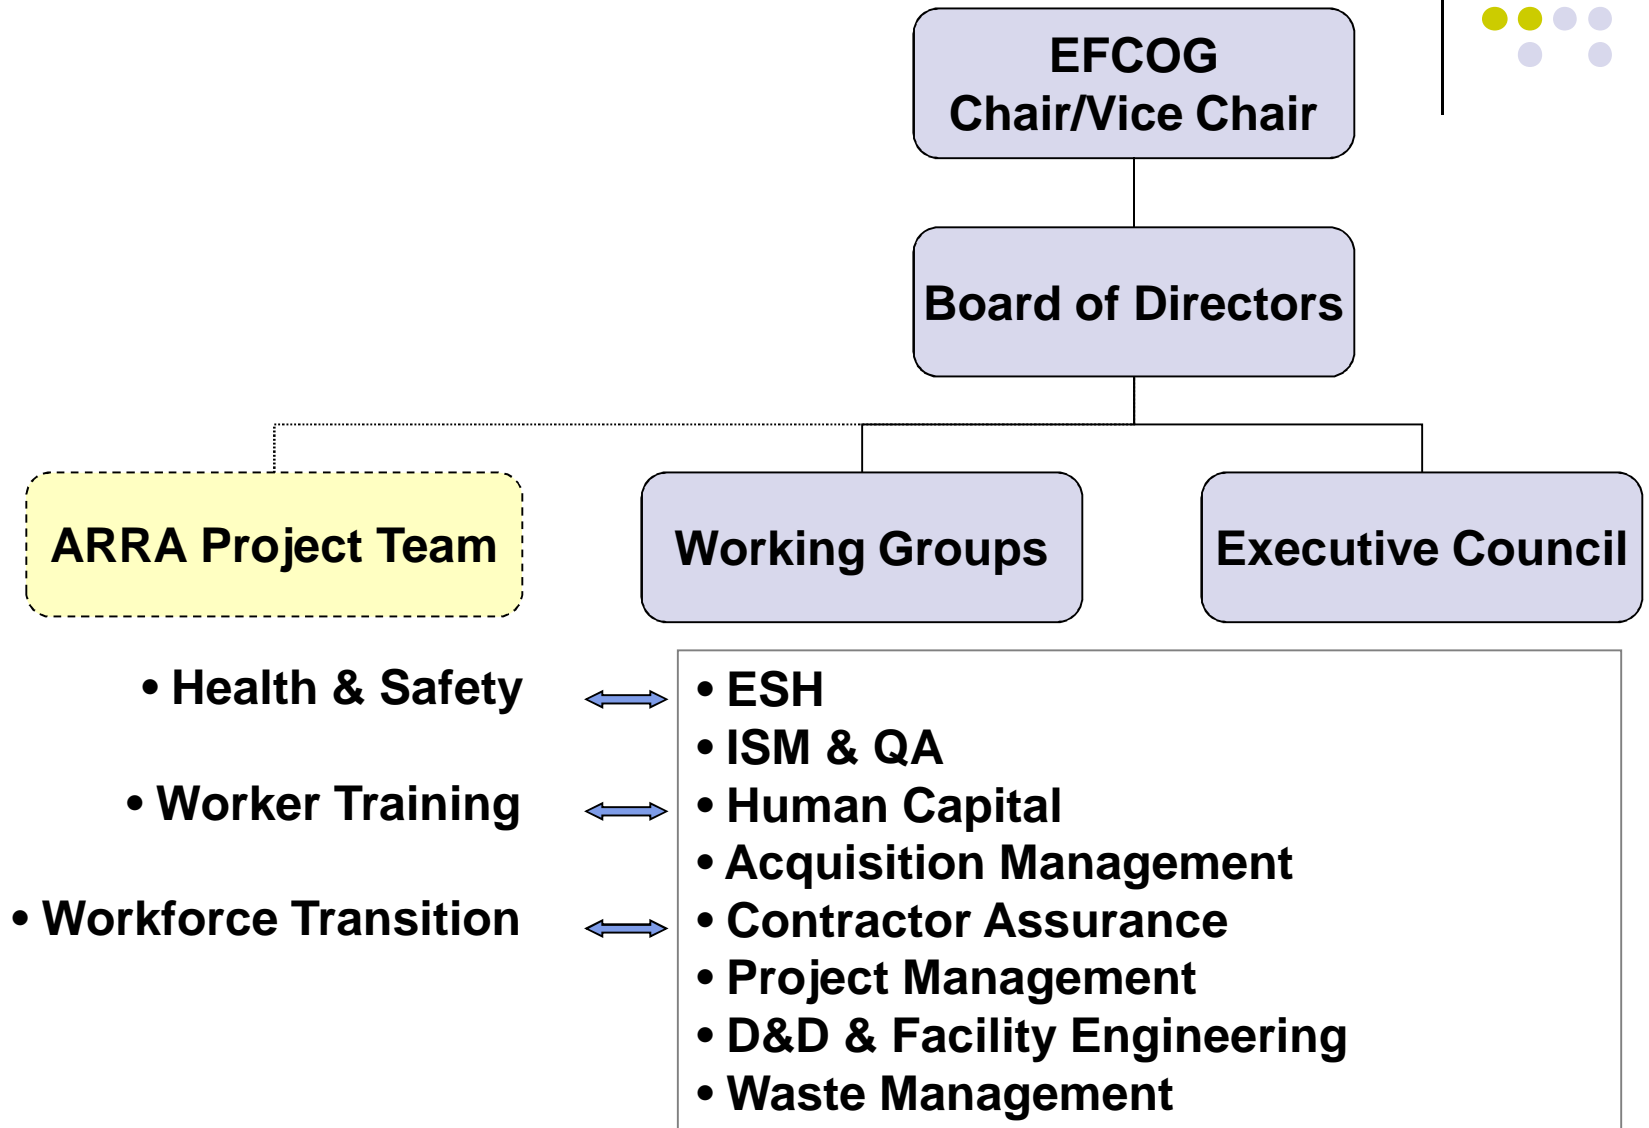 EFCOG
Chair/Vice Chair
Board of Directors
ARRA Project Team
Working Groups
Executive Council
• Health & Safety
• Worker Training
• Workforce Transition
• ESH
• ISM & QA
• Human Capital
• Acquisition Management
• Contractor Assurance
• Project Management
• D&D & Facility Engineering
• Waste Management